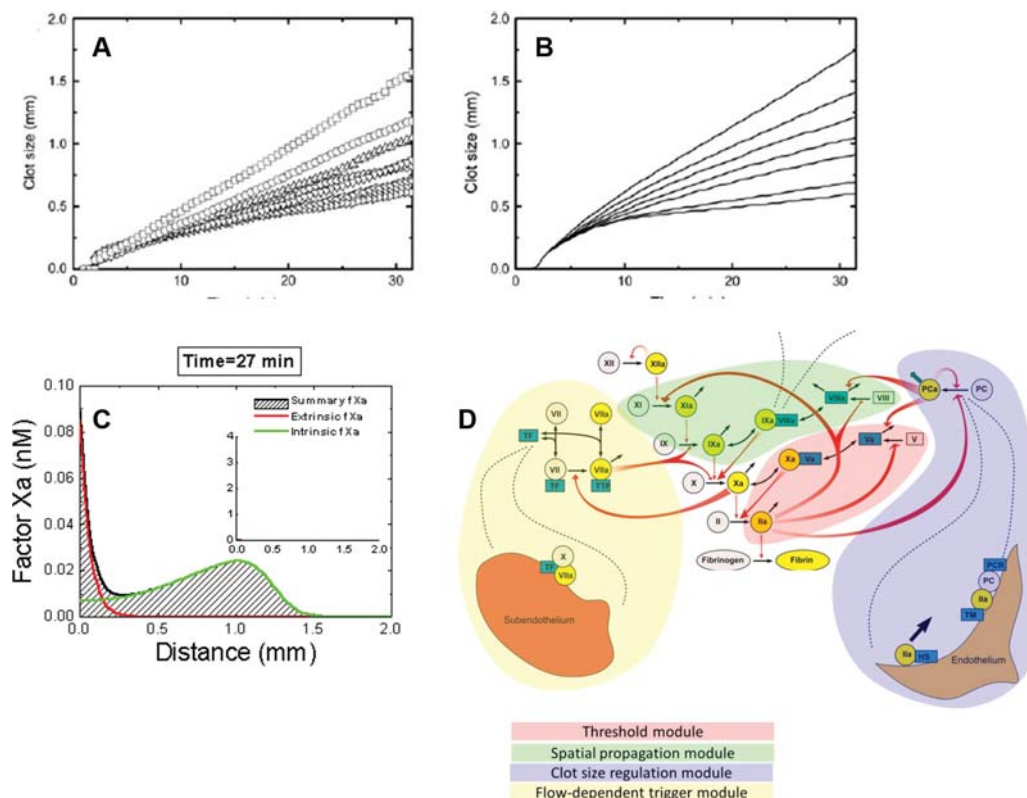 A
2.0
1.5
1.0
0.5
0.0
10
20
30
Clot size (mm)
B
2.0
1.5
1.0
0.5
0.0
10
20
30
Clot size (mm)
Time=27 min
C
Summary fXa
Extrinsic fXa
Intrinsic fXa
0.10
0.08
0.06
0.04
0.02
0.00
0.0 0.5 1.0 1.5 2.0
Factor Xa (nM)
Distance (mm)
4
3
2
1
0
0.0 0.5 1.0 1.5 2.0
D
XII XIIa
XI XIa
VIIIa VIII
PCa PC
VII VIIa
IX IXa
IXa VIIIa
TF
Va V
Xa Va
VII VIIa
TF
X Xa
II IIa
Fibrinogen Fibrin
X
TF
VIIa
Subendothelium
PCR
PC
IIa
TM
IIa HS
Endothelium
Threshold module
Spatial propagation module
Clot size regulation module
Flow-dependent trigger module